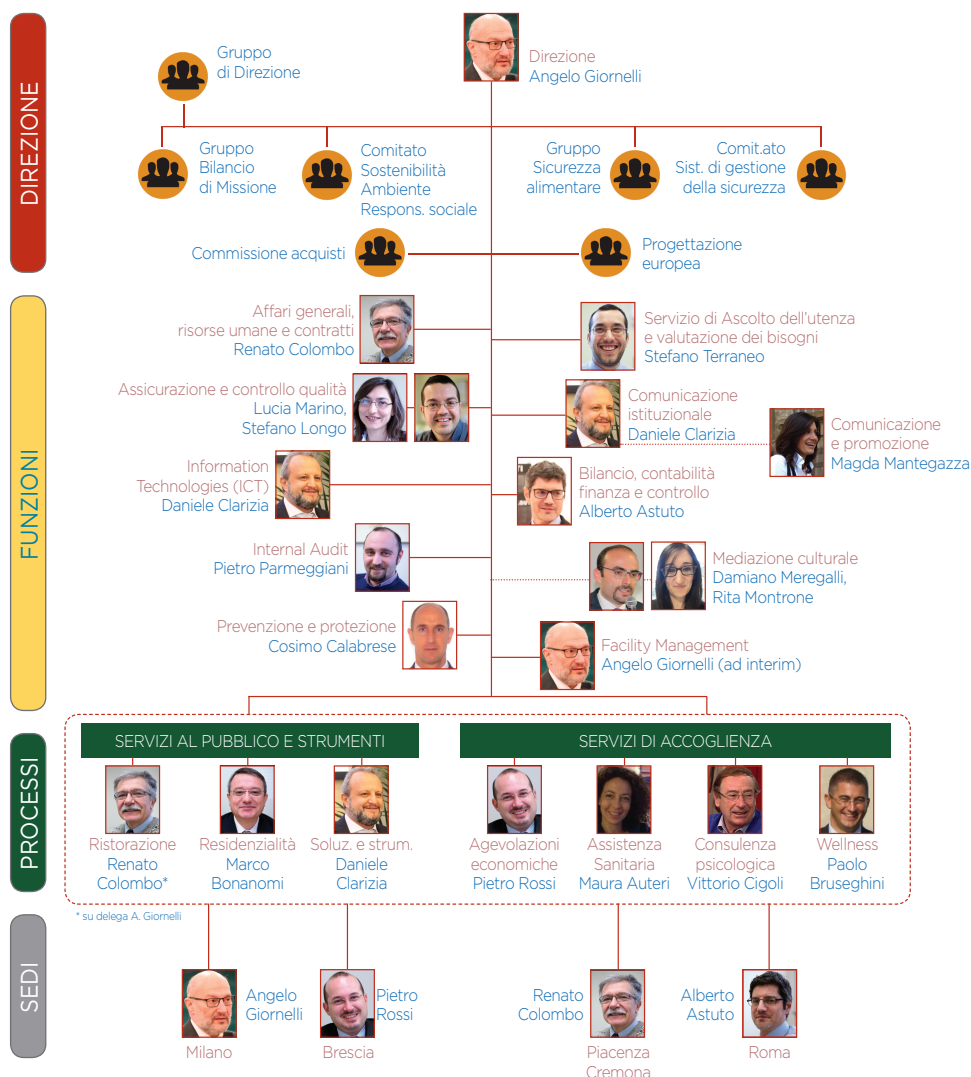 DIREZIONE
Gruppo
di Direzione
Direzione
Angelo Giornelli
Gruppo
Bilancio
di Missione
Comitato
Sostenibilità
Ambiente
Respons. sociale
Gruppo
Sicurezza
alimentare
Comit.ato
Sist. di gestione
della sicurezza
Commissione acquisti
Progettazione
europea
FUNZIONI
Affari generali,
risorse umane e contratti
Renato Colombo
Servizio di Ascolto dell'utenza
e valutazione dei bisogni
Stefano Terraneo
Assicurazione e controllo qualità
Lucia Marino,
Stefano Longo
Comunicazione
istituzionale
Daniele Clarizia
Comunicazione
e promozione
Magda Mantegazza
Information
Technologies (ICT)
Daniele Clarizia
Bilancio, contabilità
finanza e controllo
Alberto Astuto
Internal Audit
Pietro Parmeggiani
Mediazione culturale
Damiano Meregalli,
Rita Montrone
Prevenzione e protezione
Cosimo Calabrese
Facility Management
Angelo Giornelli (ad interim)
PROCESSI
SERVIZI AL PUBBLICO E STRUMENTI
Ristorazione
Renato
Colombo*
Residenzialità
Marco
Bonanomi
Soluz. e strum.
Daniele
Clarizia
SERVIZI DI ACCOGLIENZA
Agevolazioni
economiche
Pietro Rossi
Assistenza
Sanitaria
Maura Auteri
Consulenza
psicologica
Vittorio Cigoli
Wellness
Paolo
Bruseghini
* su delega A. Giornelli
SEDI
Angelo
Giornelli
Milano
Pietro
Rossi
Brescia
Renato
Colombo
Piacenza
Cremona
Alberto
Astuto
Roma